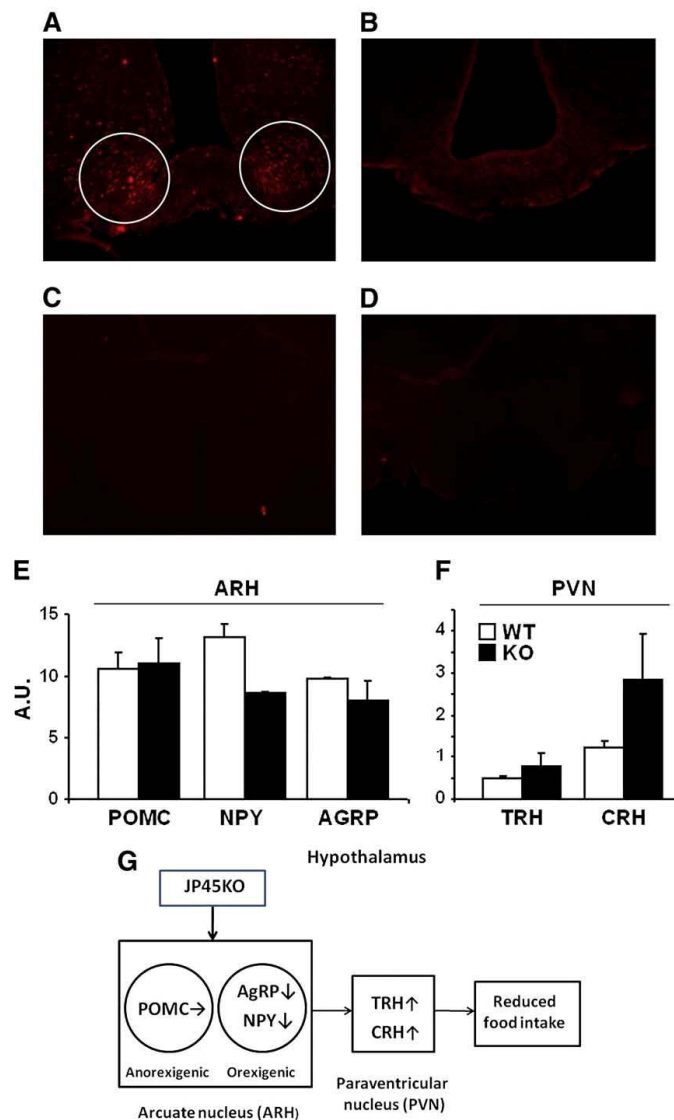 A
B
C
D
E
ARH
15
10
5
0
A.U.
POMC NPY AGRP
F
PVN
4
3
2
1
0
WT
KO
TRH CRH
G
Hypothalamus
JP45KO
POMC→
Anorexigenic
AgRP↓
NPY↓
Orexigenic
Arcuate nucleus (ARH)
TRH↑
CRH↑
Paraventricular
nucleus (PVN)
Reduced
food intake